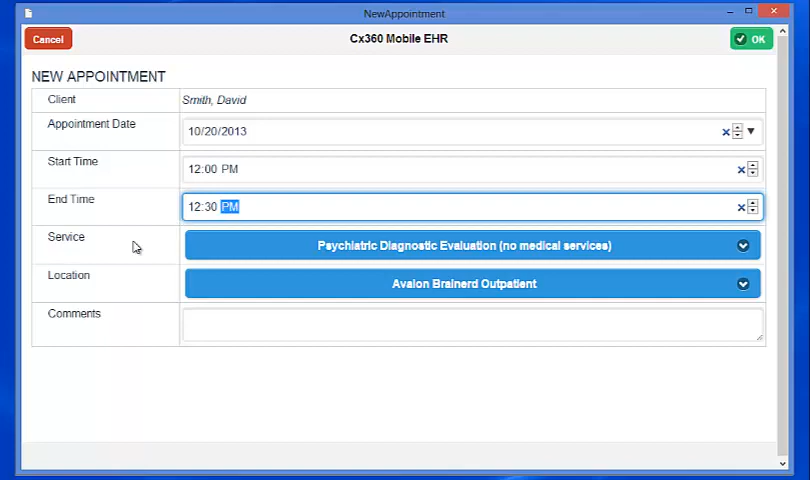 NewAppointment
Cancel
Cx360 Mobile EHR
OK
NEW APPOINTMENT
Client
Smith, David
Appointment Date
10/20/2013
Start Time
12:00 PM
End Time
12:30 PM
Service
Psychiatric Diagnostic Evaluation (no medical services)
Location
Avalon Brainerd Outpatient
Comments